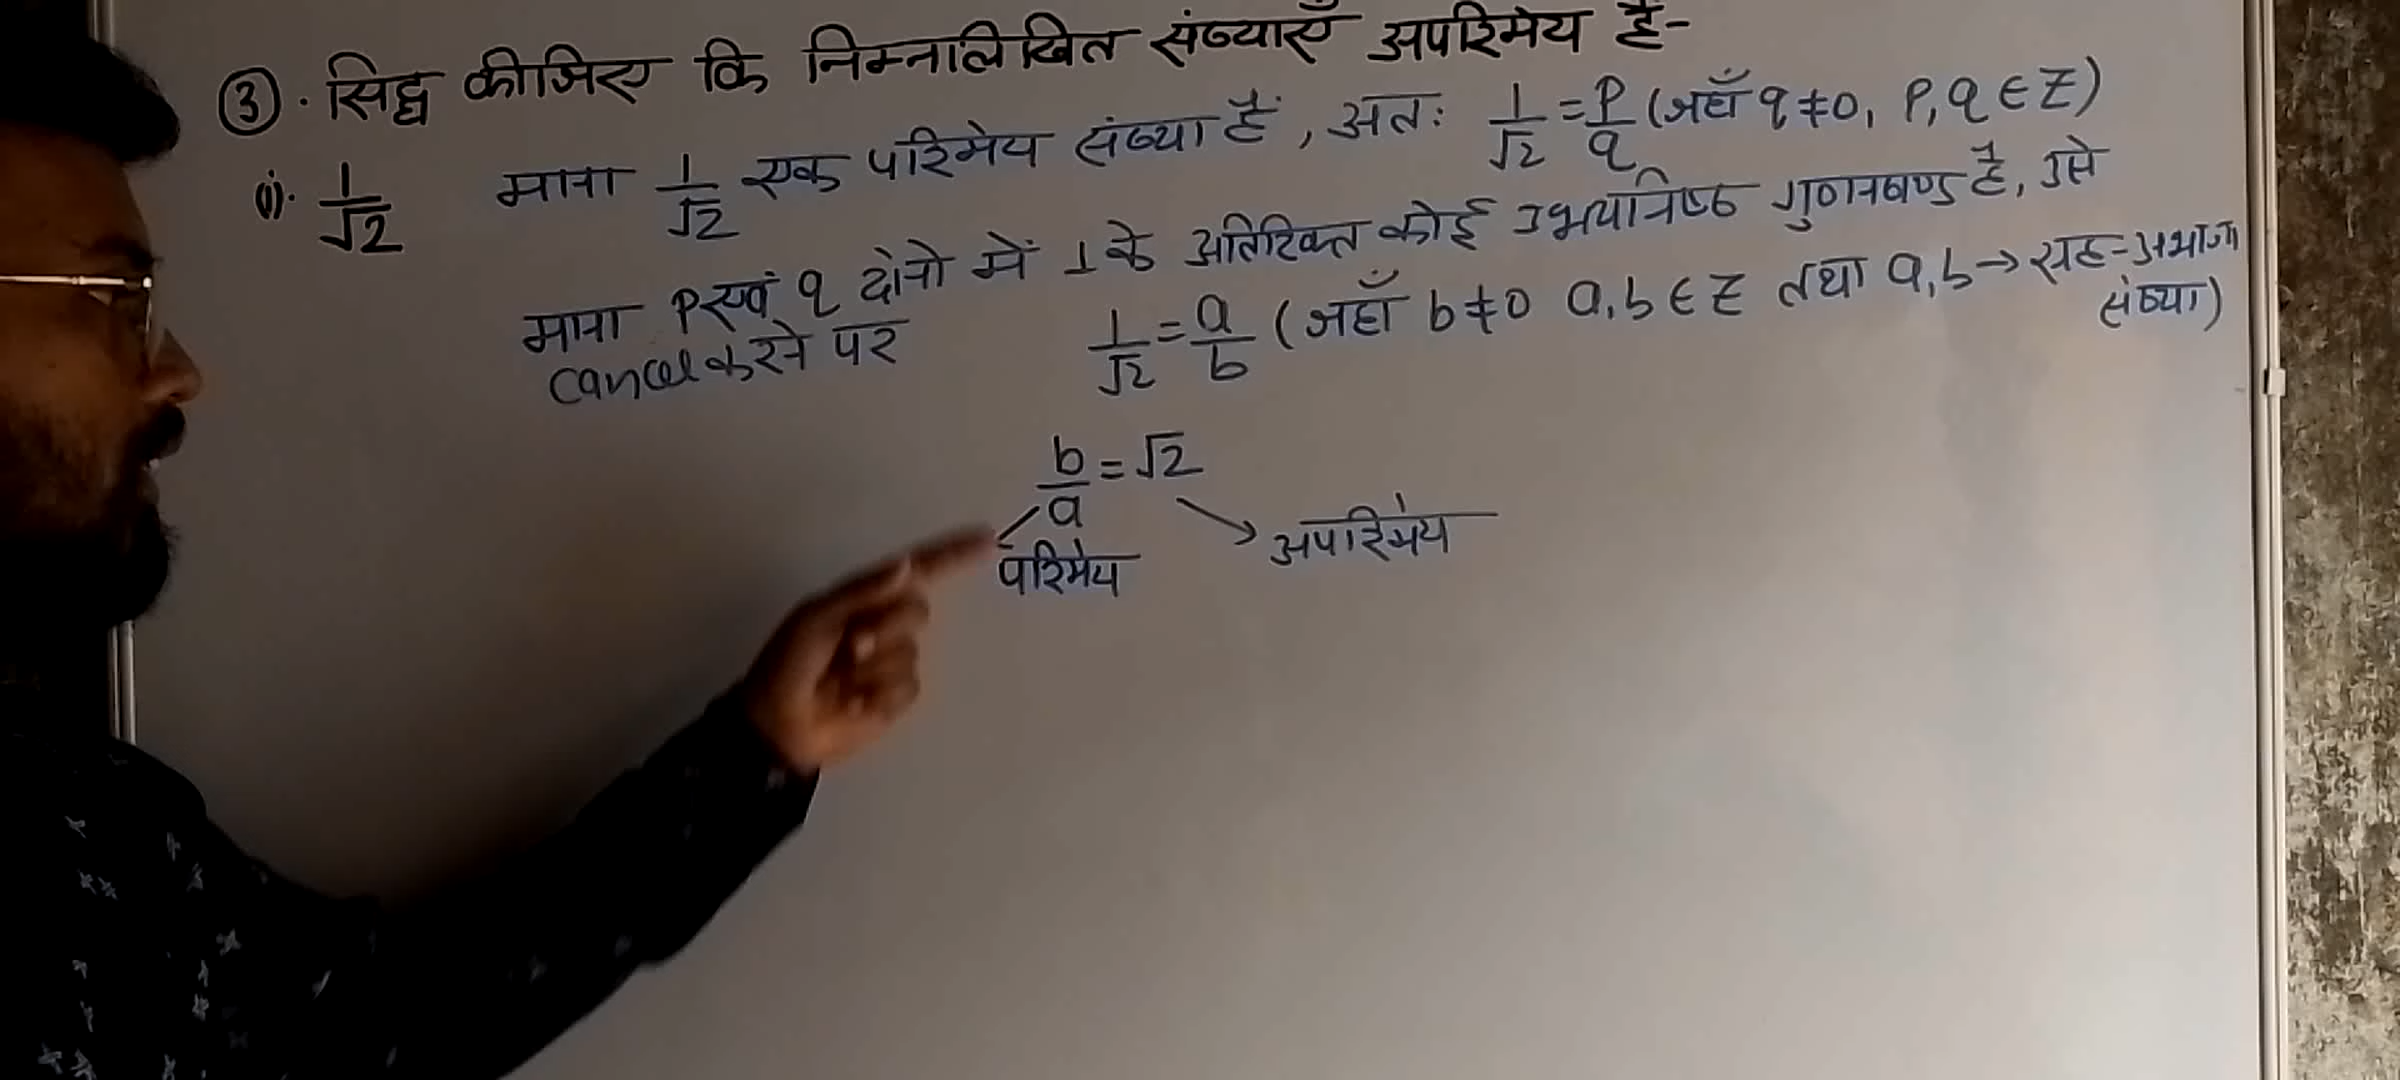 ③. सिद्ध कीजिए कि निम्नलिखित संख्याएँ अपरिमेय हैं-
(i). 1/√2 माना 1/√2 एक परिमेय संख्या है, अतः 1/√2 = p/q (जहाँ q ≠ 0, p, q ∈ Z)
माना p एवं q दोनो में 1 के अतिरिक्त कोई उभयनिष्ठ गुणनखण्ड है, उसे
cancel करने पर 1/√2 = a/b (जहाँ b ≠ 0 a, b ∈ Z तथा a, b → सह-अभाज्य
संख्या)
b/a = √2
परिमेय → अपरिमेय